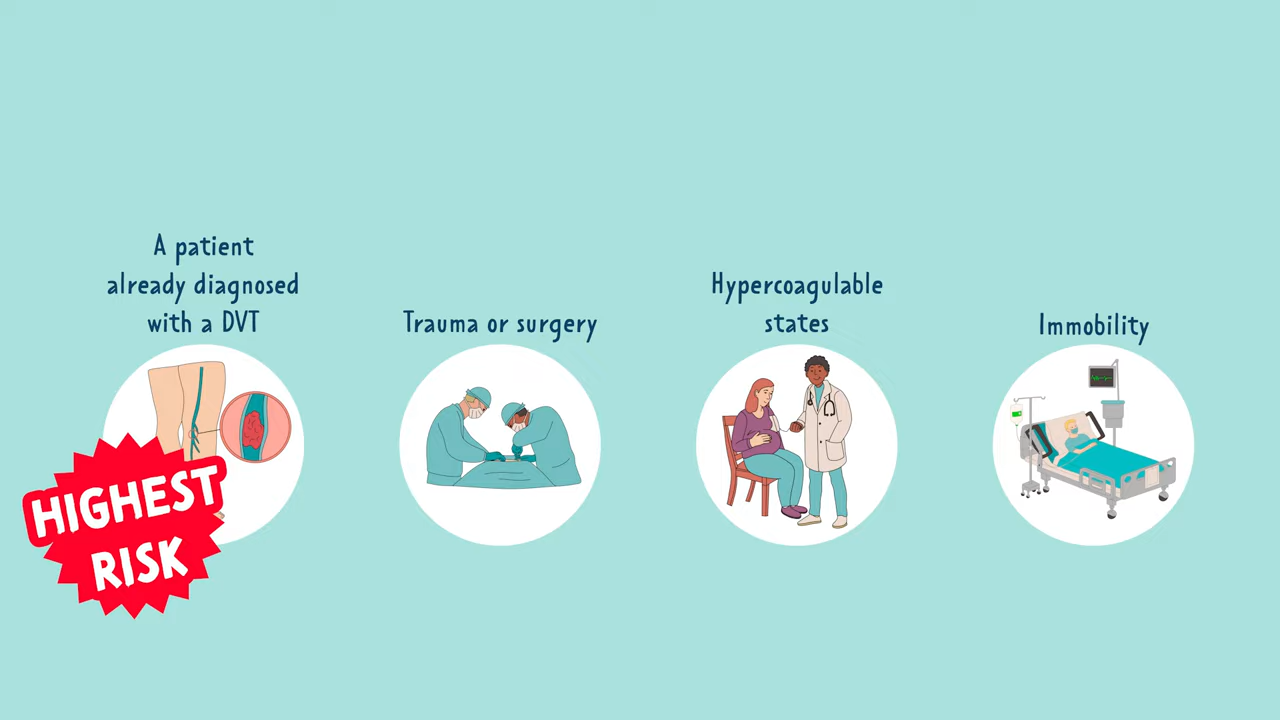 A patient
already diagnosed
with a DVT
Trauma or surgery
Hypercoagulable
states
Immobility
HIGHEST
RISK